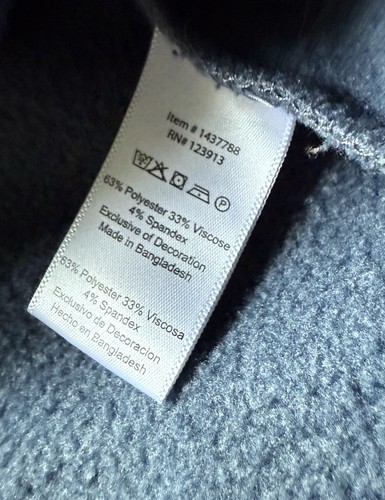 Item # 1437788
RN# 123913
P
63% Polyester 33% Viscose
4% Spandex
Exclusive of Decoration
Made in Bangladesh
63% Polyester 33% Viscosa
4% Spandex
Exclusivo de Decoracion
Hecho en Bangladesh